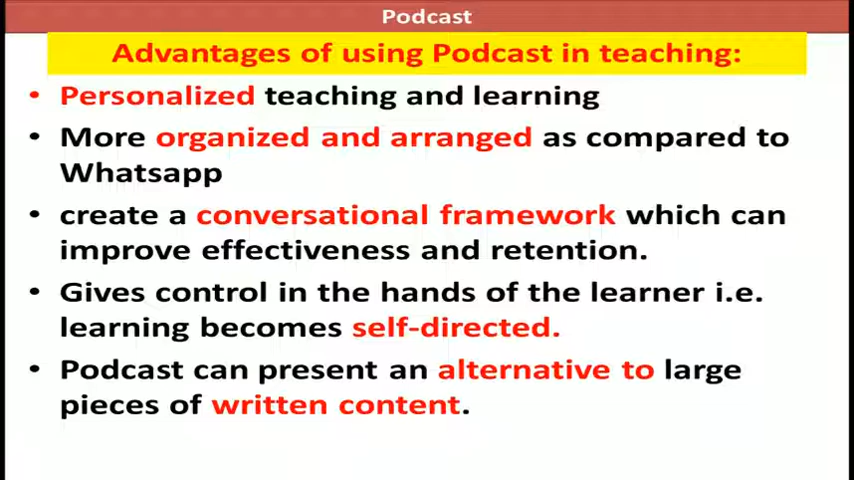 Podcast
Advantages of using Podcast in teaching:
• Personalized teaching and learning
• More organized and arranged as compared to
Whatsapp
• create a conversational framework which can
improve effectiveness and retention.
• Gives control in the hands of the learner i.e.
learning becomes self-directed.
• Podcast can present an alternative to large
pieces of written content.